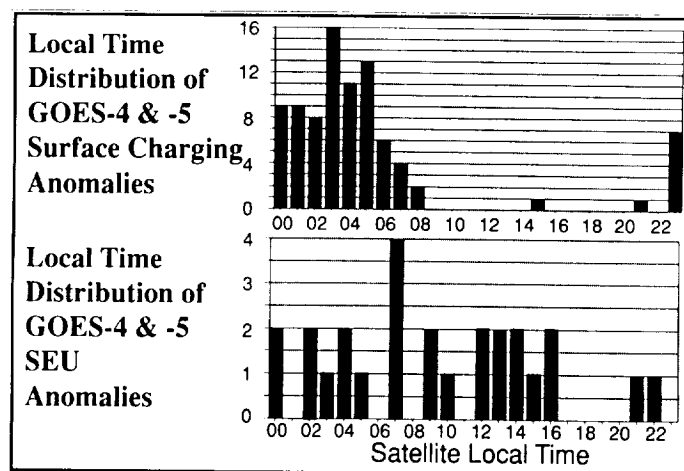 Local Time
Distribution of
GOES-4 & -5
Surface Charging
Anomalies
16
12
8
4
0
00 02 04 06 08 10 12 14 16 18 20 22
Local Time
Distribution of
GOES-4 & -5
SEU
Anomalies
4
3
2
1
0
00 02 04 06 08 10 12 14 16 18 20 22
Satellite Local Time